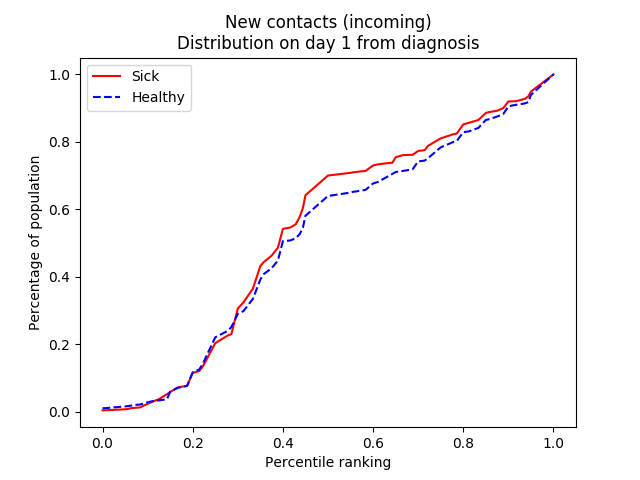 New contacts (incoming)
Distribution on day 1 from diagnosis
Sick
Healthy
Percentage of population
1.0
0.8
0.6
0.4
0.2
0.0
0.0 0.2 0.4 0.6 0.8 1.0
Percentile ranking